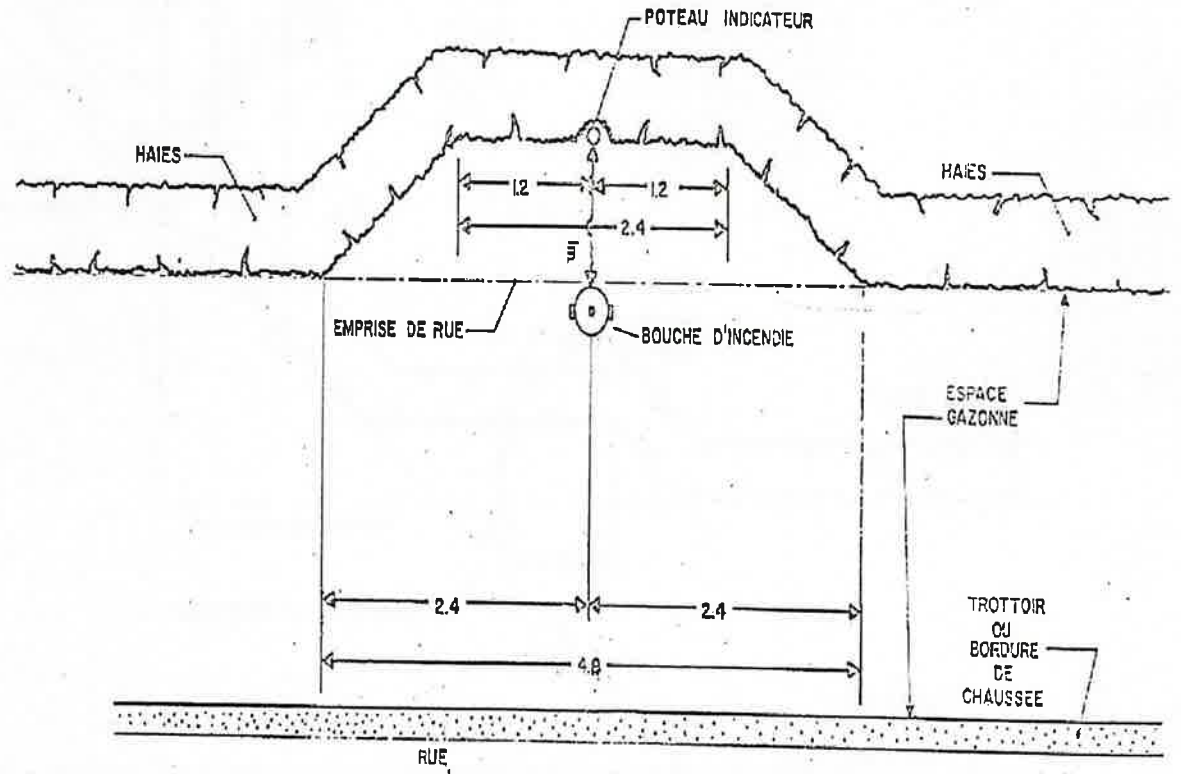 POTEAU INDICATEUR
HAIES
HAIES
1.2
1.2
2.4
EMPRISE DE RUE
BOUCHE D'INCENDIE
ESPACE
GAZONNE
2.4
2.4
4.8
TROTTOIR
OU
BORDURE
DE
CHAUSSEE
RUE